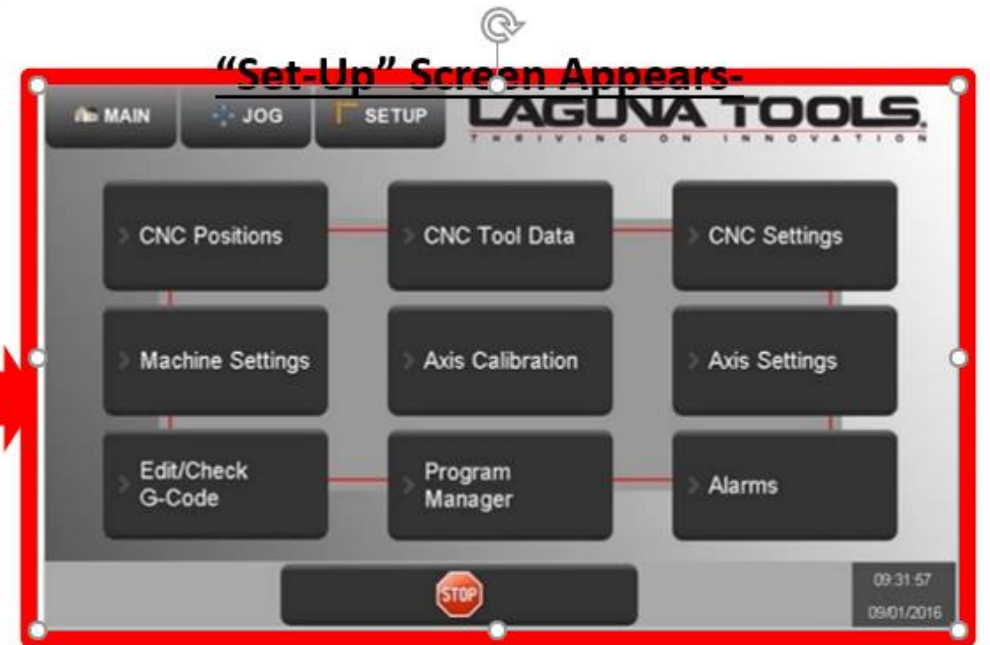 “Set-Up” Screen Appears-
MAIN JOG SETUP LAGUNA TOOLS.
THRIVING ON INNOVATION
CNC Positions CNC Tool Data CNC Settings
Machine Settings Axis Calibration Axis Settings
Edit/Check Program Alarms
G-Code Manager
STOP
09:31:57
09/01/2016